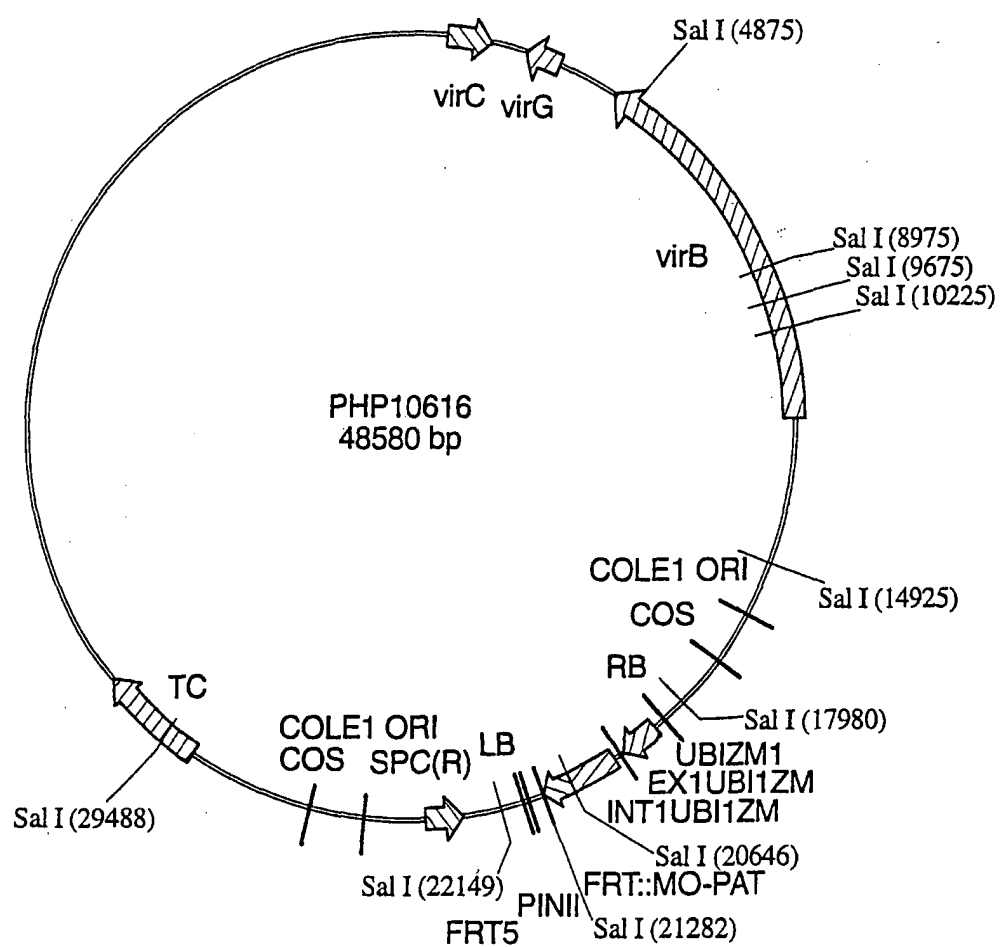 Sal I (4875)
virC
virG
Sal I (8975)
virB
Sal I (9675)
Sal I (10225)
PHP10616
48580 bp
COLE1 ORI
Sal I (14925)
COS
RB
TC
Sal I (17980)
COLE1 ORI
COS
SPC(R)
LB
UBIZM1
EX1UBI1ZM
INT1UBI1ZM
Sal I (29488)
Sal I (20646)
Sal I (22149)
FRT::MO-PAT
PINII
Sal I (21282)
FRT5